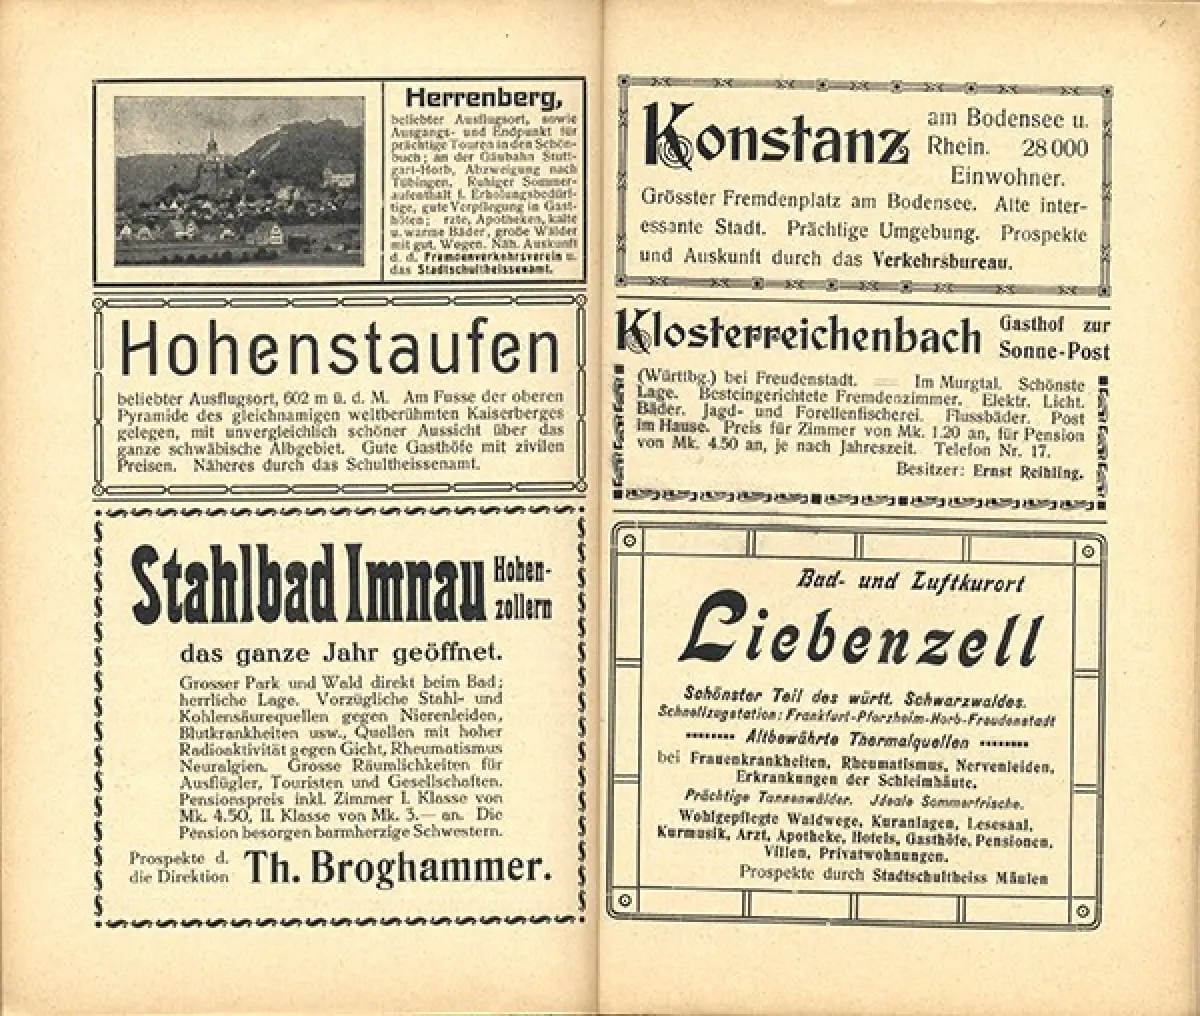 Herrenberg,
beliebter Ausflugsort, sowie
Ausgangs- und Endpunkt für
prächtige Touren in den Schön-
buch; an der Gäubahn Stutt-
gart-Horb, Abzweigung nach
Tübingen, Ruhiger Sommer-
aufenthalt f. Erholungsbedürf-
tige, gute Verpflegung in Gast-
höfen; rzte, Apotheken, kalte
u. warme Bäder, große Wälder
mit gut. Wegen. Näh. Auskunft
d. d. Fremdenverkehrsverein u.
das Stadtschultheissenamt.
Hohenstaufen
beliebter Ausflugsort, 602 m ü. d. M. Am Fusse der oberen
Pyramide des gleichnamigen weltberühmten Kaiserberges
gelegen, mit unvergleichlich schöner Aussicht über das
ganze schwäbische Albgebiet. Gute Gasthöfe mit zivilen
Preisen. Näheres durch das Schultheissenamt.
Stahlbad Imnau Hohen-
zollern
das ganze Jahr geöffnet.
Grosser Park und Wald direkt beim Bad;
herrliche Lage. Vorzügliche Stahl- und
Kohlensäurequellen gegen Nierenleiden,
Blutkrankheiten usw., Quellen mit hoher
Radioaktivität gegen Gicht, Rheumatismus
Neuralgien. Grosse Räumlichkeiten für
Ausflügler, Touristen und Gesellschaften.
Pensionspreis inkl. Zimmer I. Klasse von
Mk. 4.50, II. Klasse von Mk. 3.— an. Die
Pension besorgen barmherzige Schwestern.
Prospekte d.
die Direktion Th. Broghammer.
Konstanz am Bodensee u.
Rhein. 28 000
Einwohner.
Grösster Fremdenplatz am Bodensee. Alte inter-
essante Stadt. Prächtige Umgebung. Prospekte
und Auskunft durch das Verkehrsbureau.
Klosterreichenbach Gasthof zur
Sonne-Post
(Württbg.) bei Freudenstadt. — Im Murgtal. Schönste
Lage. Besteingerichtete Fremdenzimmer. Elektr. Licht.
Bäder. Jagd- und Forellenfischerei. Flussbäder. Post
im Hause. Preis für Zimmer von Mk. 1.20 an, für Pension
von Mk. 4.50 an, je nach Jahreszeit. Telefon Nr. 17.
Besitzer: Ernst Reihling.
Bad- und Luftkurort
Liebenzell
Schönster Teil des württ. Schwarzwaldes.
Schnellzugstation: Frankfurt-Pforzheim-Horb-Freudenstadt
Altbewährte Thermalquellen
bei Frauenkrankheiten, Rheumatismus, Nervenleiden,
Erkrankungen der Schleimhäute.
Prächtige Tannenwälder. Ideale Sommerfrische.
Wohlgepflegte Waldwege, Kuranlagen, Lesesaal,
Kurmusik, Arzt, Apotheke, Hotels, Gasthöfe, Pensionen,
Villen, Privatwohnungen.
Prospekte durch Stadtschultheiss Mäulen